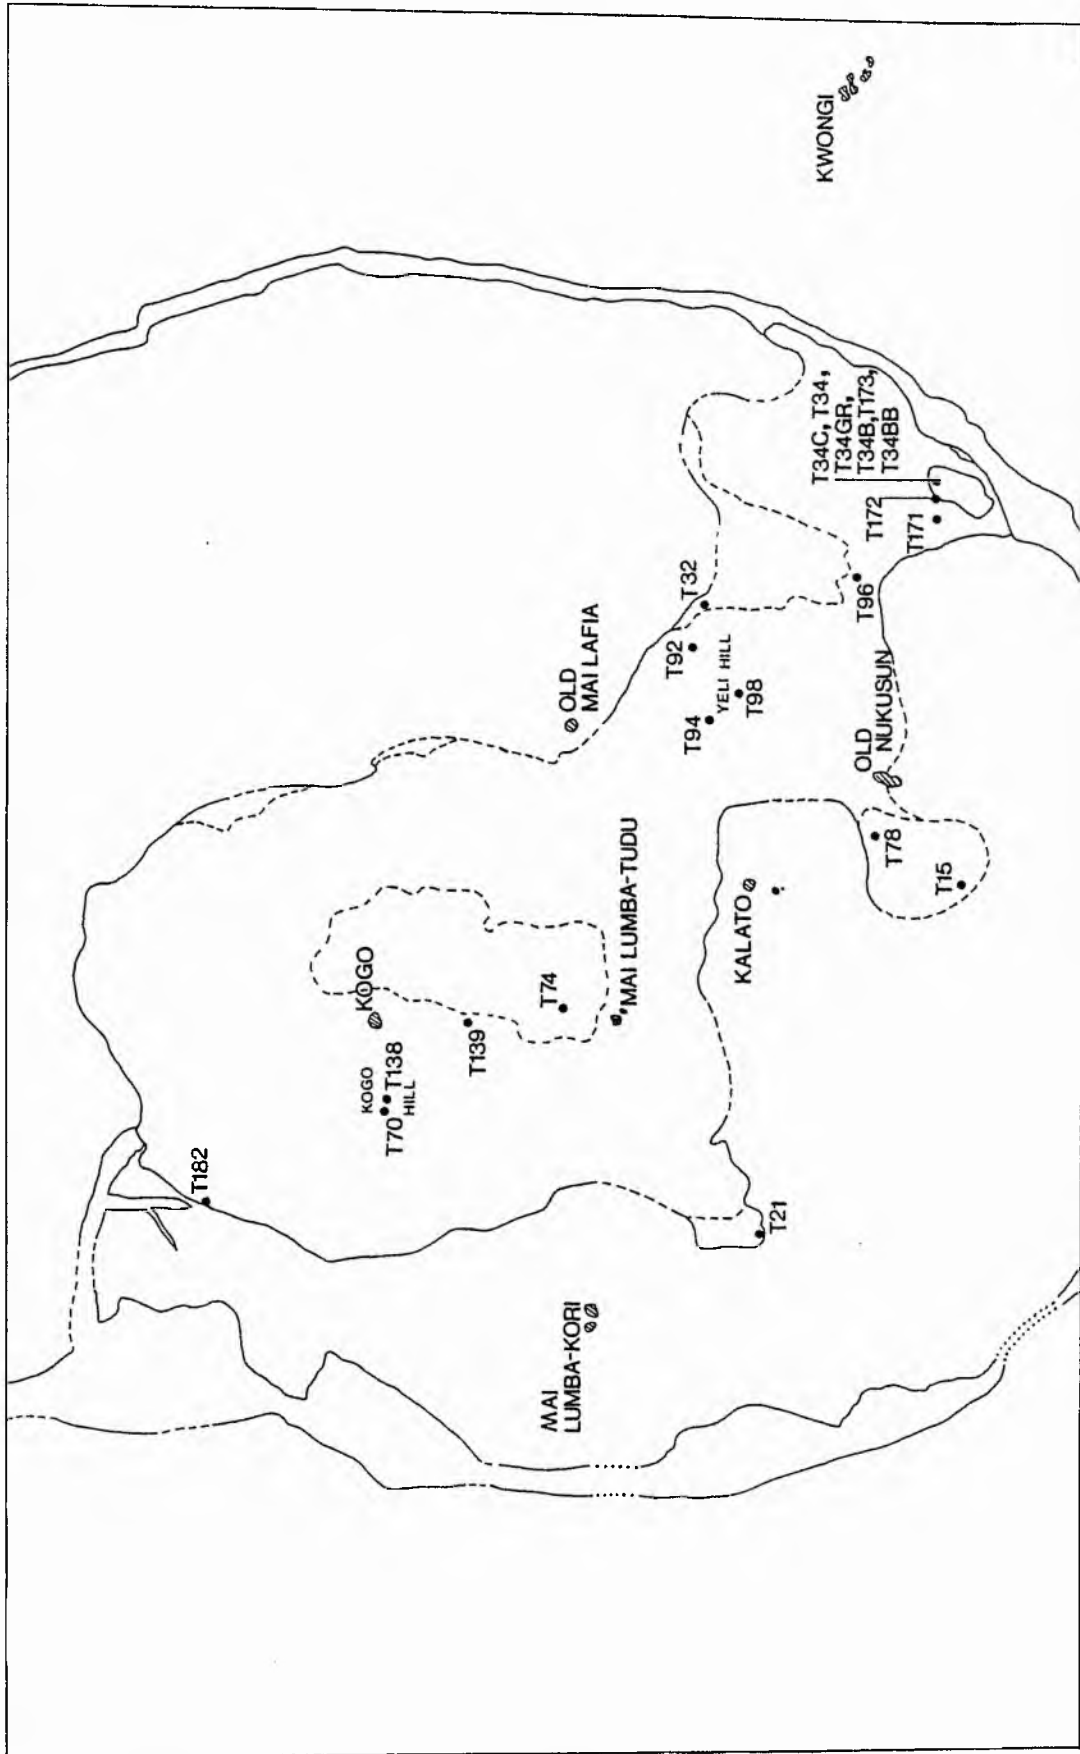 KWONGI
T34C, T34,
T34GR,
T34B, T173,
T34BB
T172
T171
T96
T32
T92
YELI HILL
T94
T98
OLD
MAI LAFIA
OLD
NUKUSUN
T78
T15
KALATO
MAI LUMBA-TUDU
T74
T139
KOGO
KOGO
HILL
T138
T70
T182
T21
MAI
LUMBA-KORI